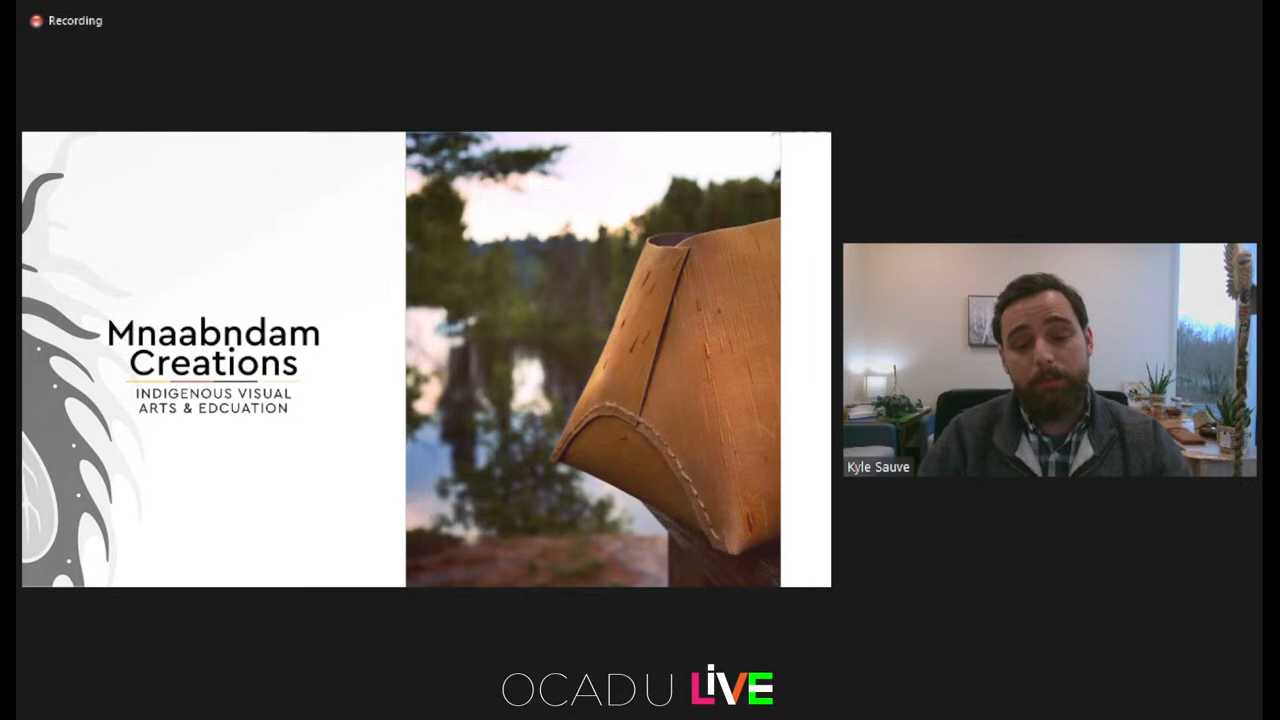 Recording
Mnaabndam
Creations
INDIGENOUS VISUAL
ARTS & EDCUATION
Kyle Sauve
OCADU LiVE